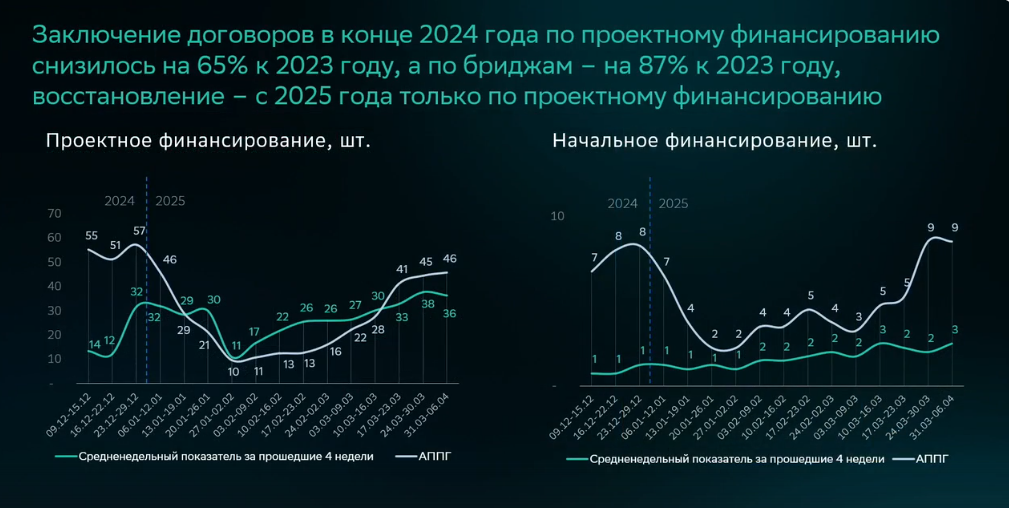 Заключение договоров в конце 2024 года по проектному финансированию
снизилось на 65% к 2023 году, а по бриджам – на 87% к 2023 году,
восстановление – с 2025 года только по проектному финансированию
Проектное финансирование, шт.
2024 2025
70
60
50
40
30
20
10
-
55 51 57 46 29 21 10 11 13 13 16 22 28 41 45 46
14 12 32 32 29 30 11 17 22 26 26 27 30 33 38 36
09.12-15.12 16.12-22.12 23.12-29.12 06.01-12.01 13.01-19.01 20.01-26.01 27.01-02.02 03.02-09.02 10.02-16.02 17.02-23.02 24.02-02.03 03.03-09.03 10.03-16.03 17.03-23.03 24.03-30.03 31.03-06.04
Средненедельный показатель за прошедшие 4 недели АППГ
Начальное финансирование, шт.
2024 2025
10
-
7 8 8 7 4 2 2 4 4 5 4 3 5 5 9 9
1 1 1 1 1 1 1 2 2 2 2 2 3 2 2 3
09.12-15.12 16.12-22.12 23.12-29.12 06.01-12.01 13.01-19.01 20.01-26.01 27.01-02.02 03.02-09.02 10.02-16.02 17.02-23.02 24.02-02.03 03.03-09.03 10.03-16.03 17.03-23.03 24.03-30.03 31.03-06.04
Средненедельный показатель за прошедшие 4 недели АППГ